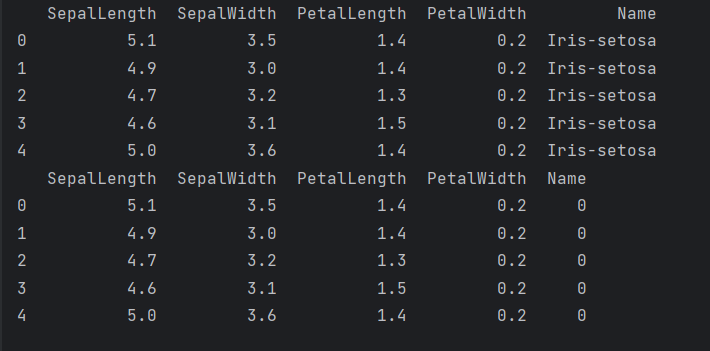 SepalLength SepalWidth PetalLength PetalWidth Name
0 5.1 3.5 1.4 0.2 Iris-setosa
1 4.9 3.0 1.4 0.2 Iris-setosa
2 4.7 3.2 1.3 0.2 Iris-setosa
3 4.6 3.1 1.5 0.2 Iris-setosa
4 5.0 3.6 1.4 0.2 Iris-setosa
SepalLength SepalWidth PetalLength PetalWidth Name
0 5.1 3.5 1.4 0.2 0
1 4.9 3.0 1.4 0.2 0
2 4.7 3.2 1.3 0.2 0
3 4.6 3.1 1.5 0.2 0
4 5.0 3.6 1.4 0.2 0